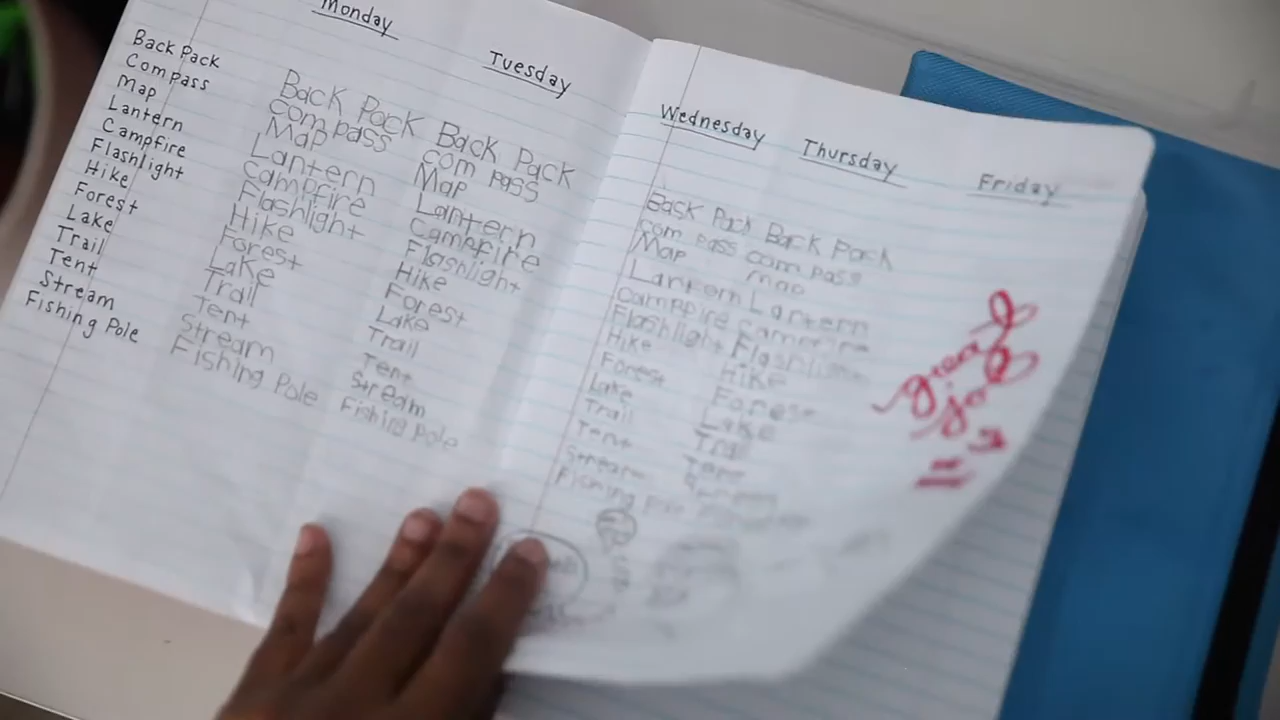 Monday
Tuesday
Wednesday
Thursday
Friday
Back Pack
Compass
Map
Lantern
Campfire
Flashlight
Hike
Forest
Lake
Trail
Tent
Stream
Fishing Pole
Back Pack
compass
Map
Lantern
campfire
Flashlight
Hike
Forest
Lake
Trail
Tent
Stream
Fishing Pole
Back Pack
com pass
Map
Lantern
Campfire
Flashlight
Hike
Forest
Lake
Trail
Tent
Stream
Fishing Pole
Back Pack
com pass
Map
Lantern
campfire
Flashlight
Hike
Forest
Lake
Trail
Tent
Stream
Fishing Pole
Back Pack
com pass
map
Lantern
campfire
Flashlight
Hike
Forest
Lake
Trail
Tent
great
job